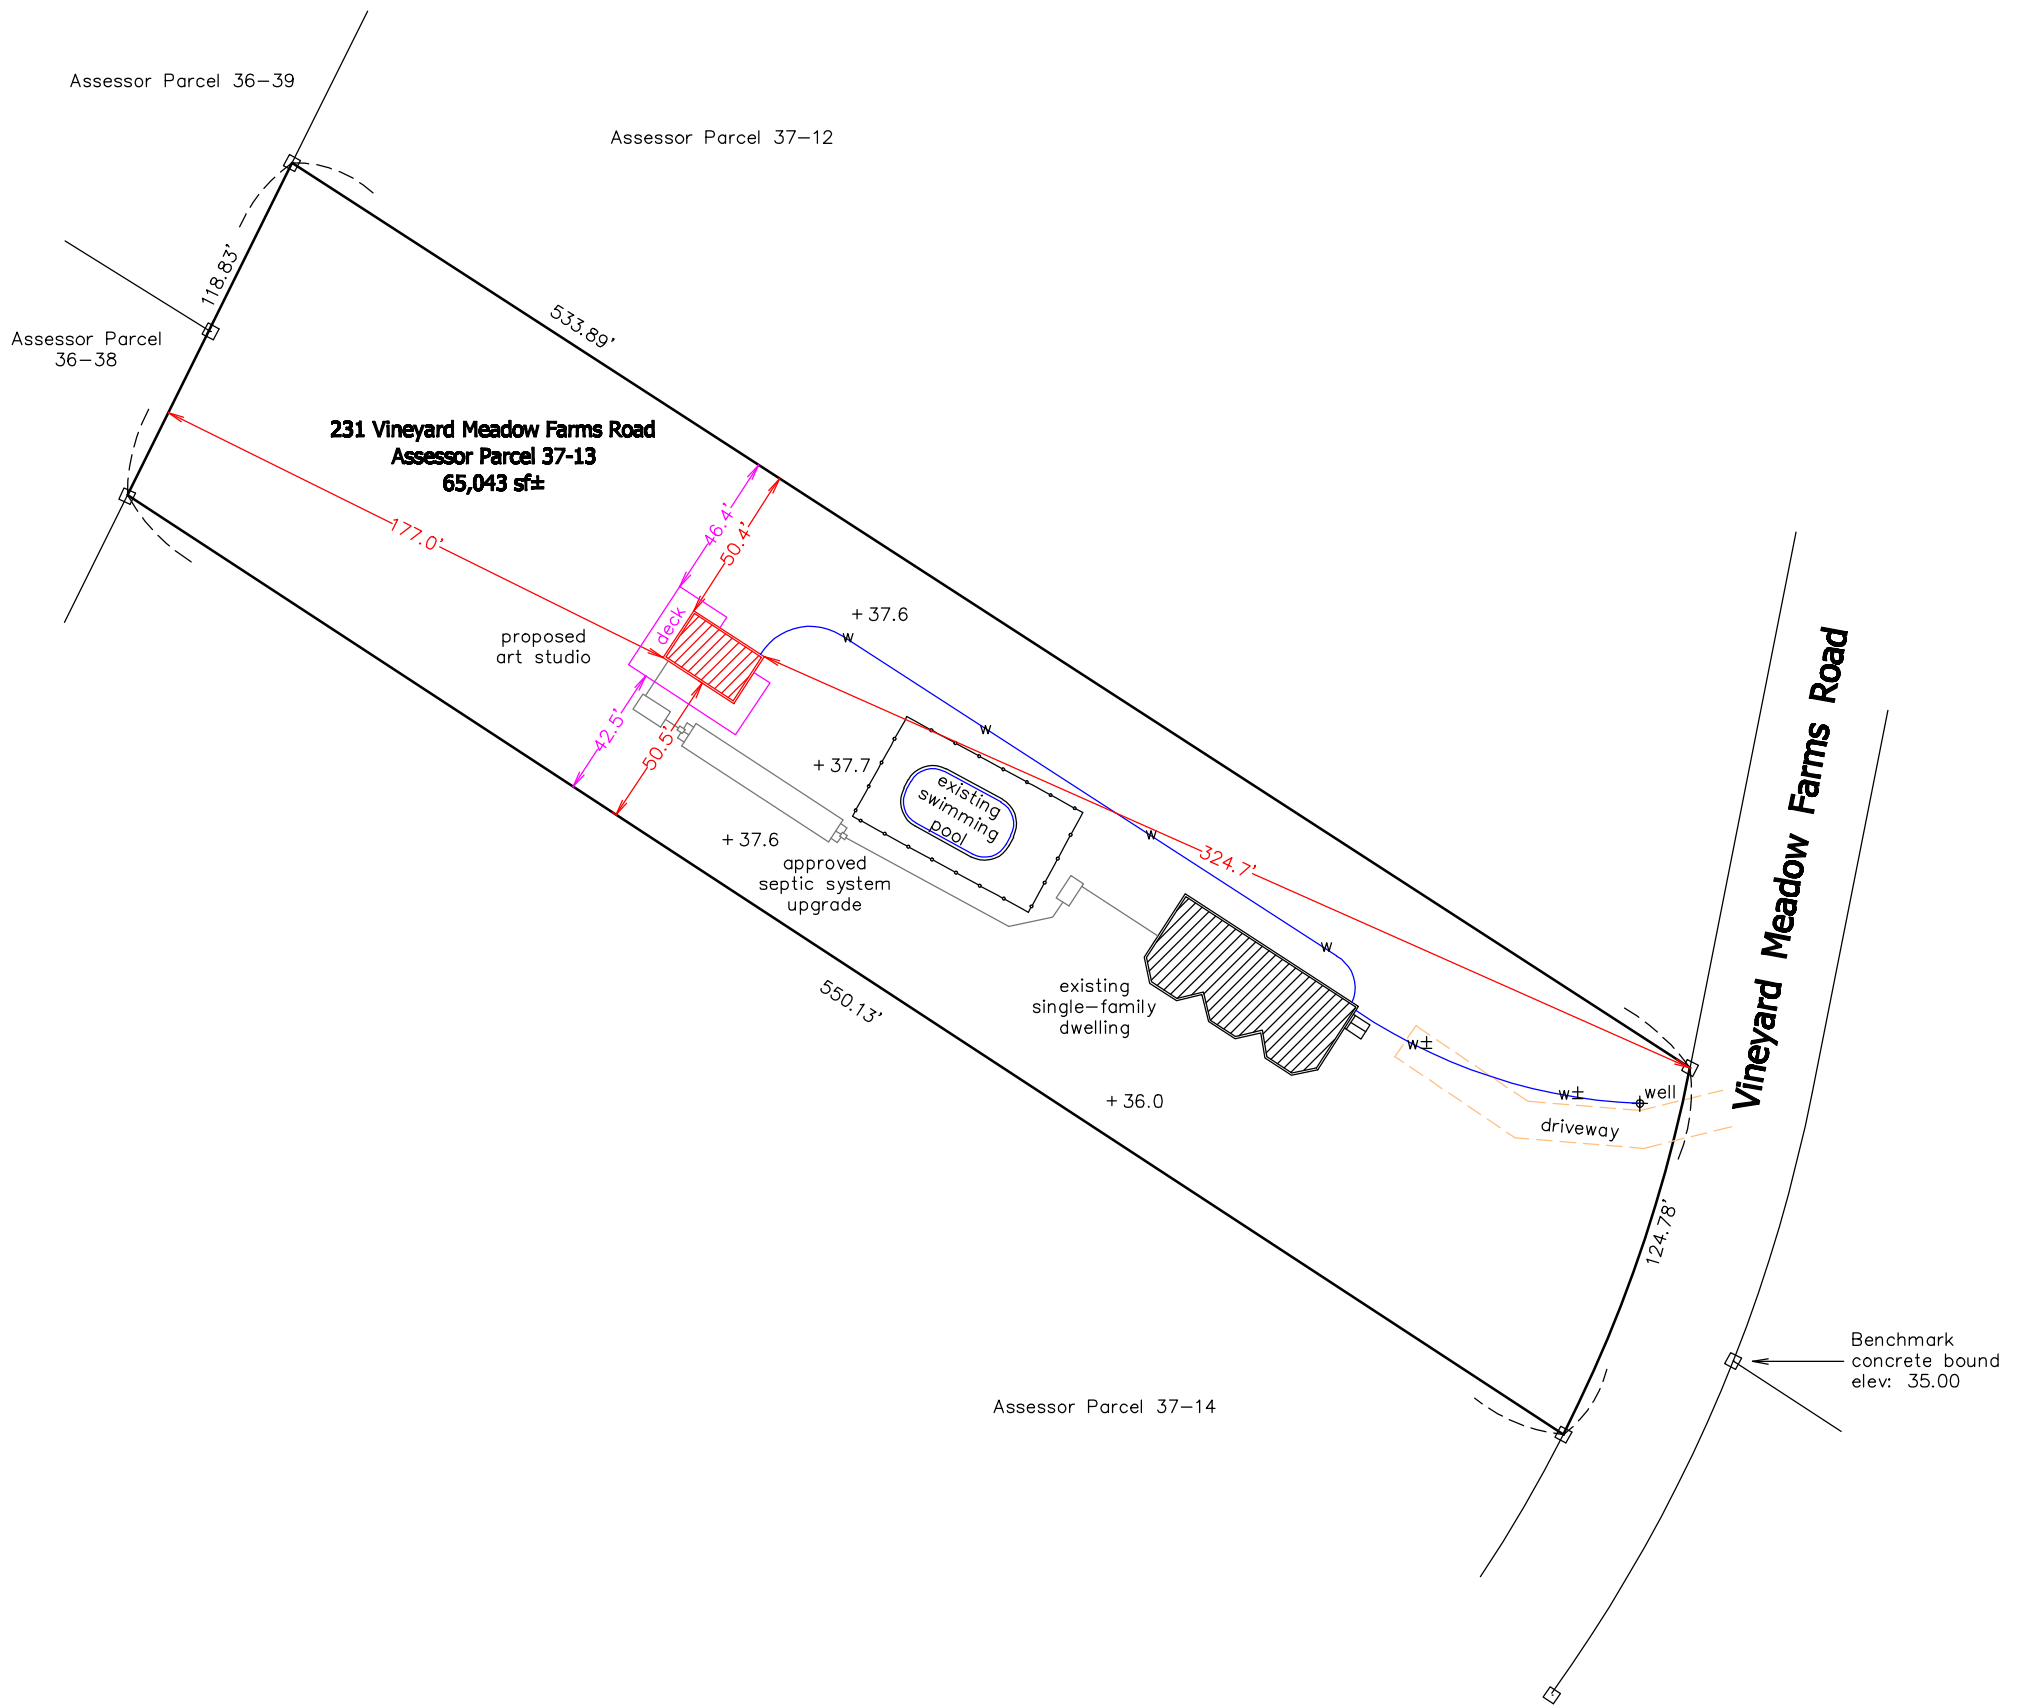 Assessor Parcel 36-39
Assessor Parcel 37-12
118.83'
533.89'
Assessor Parcel
36-38
231 Vineyard Meadow Farms Road
Assessor Parcel 37-13
65,043 sf±
177.0'
46.4'
50.4'
deck
proposed
art studio
+ 37.6
w
w
w
w
42.5'
50.5'
+ 37.7
existing
swimming
pool
+ 37.6
approved
septic system
upgrade
324.7'
Vineyard Meadow Farms Road
550.13'
existing
single-family
dwelling
w±
w±
well
driveway
+ 36.0
124.78'
Benchmark
concrete bound
elev: 35.00
Assessor Parcel 37-14